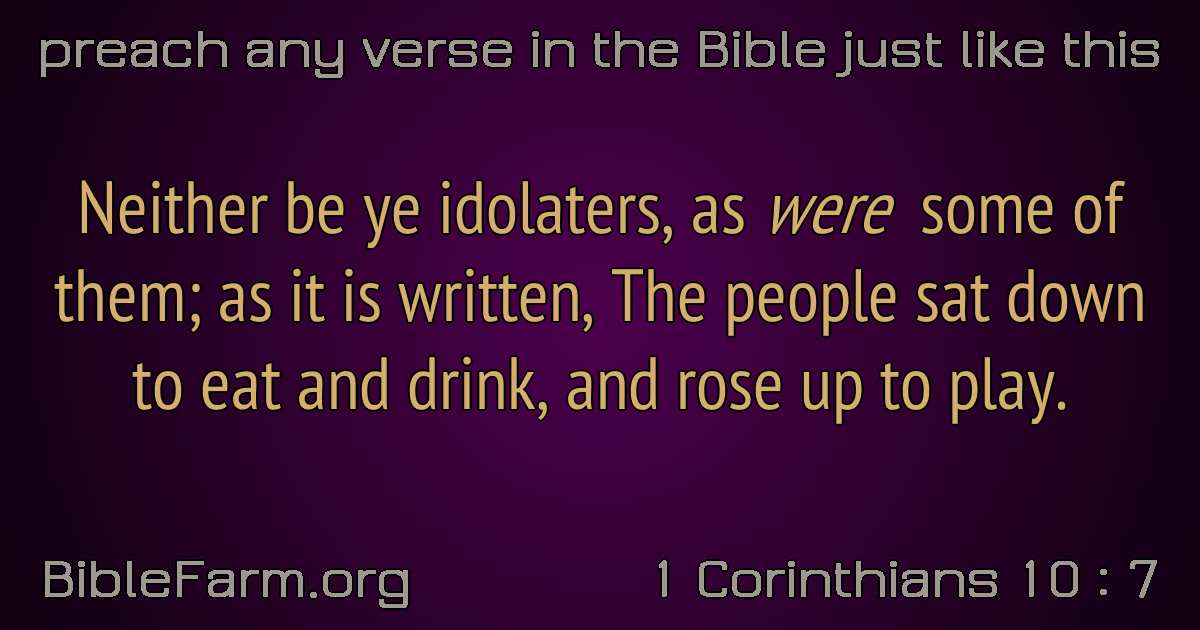 preach any verse in the Bible just like this
Neither be ye idolaters, as were some of
them; as it is written, The people sat down
to eat and drink, and rose up to play.
BibleFarm.org
1 Corinthians 10 : 7